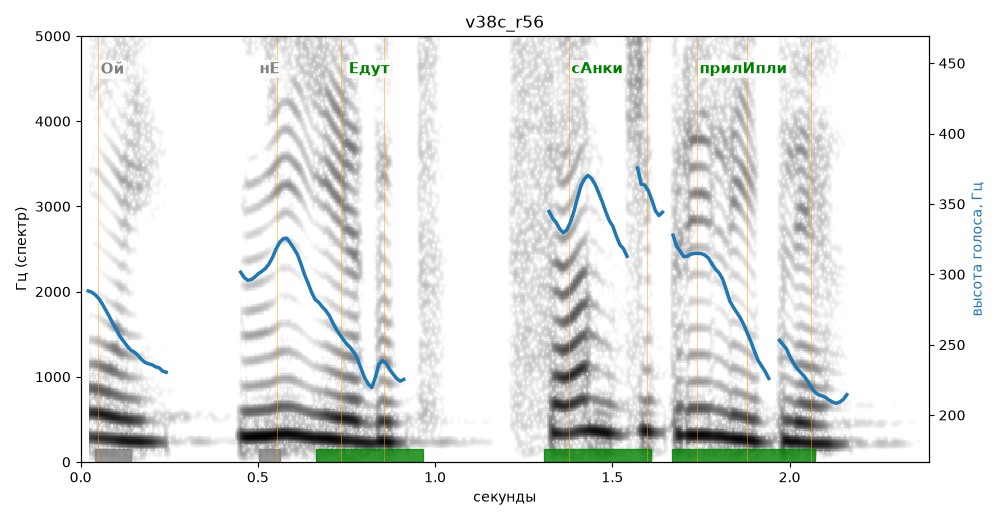 v38c_r56
5000
4000
3000
2000
1000
0
Гц (спектр)
Ой
нЕ
Едут
сАнки
прилИпли
450
400
350
300
250
200
высота голоса, Гц
0.0
0.5
1.0
1.5
2.0
секунды